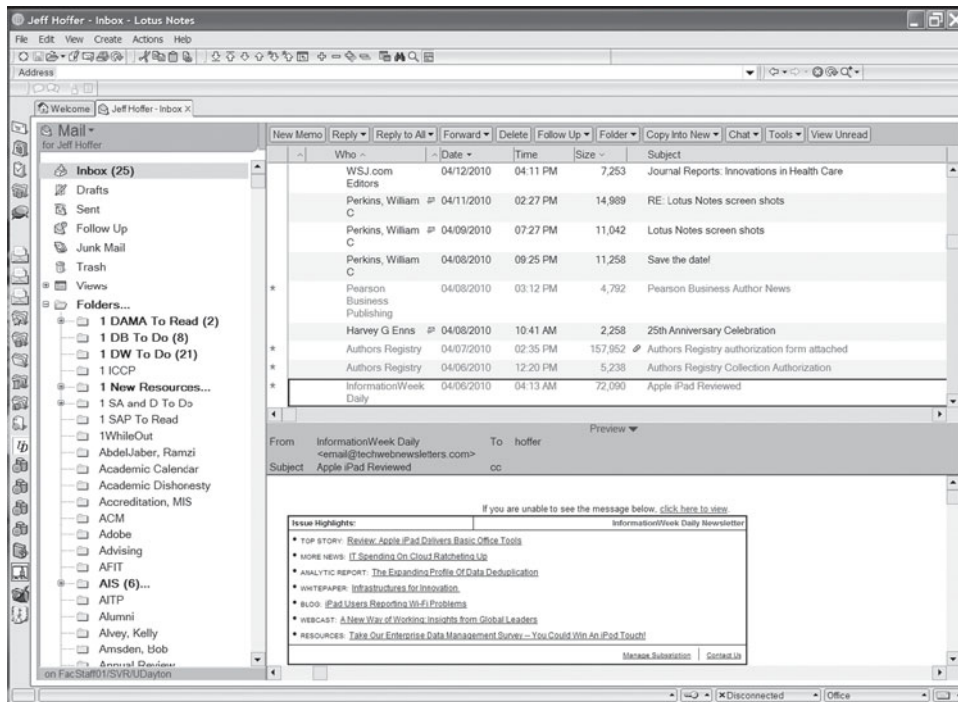 Jeff Hoffer - Inbox - Lotus Notes
File Edit View Create Actions Help
Address
Welcome Jeff Hoffer - Inbox X
Mail
for Jeff Hoffer
New Memo Reply Reply to All Forward Delete Follow Up Folder Copy Into New Chat Tools View Unread
Who Date Time Size Subject
Inbox (25)
Drafts
Sent
Follow Up
Junk Mail
Trash
Views
Folders...
1 DAMA To Read (2)
1 DB To Do (8)
1 DW To Do (21)
1 ICCP
1 New Resources...
1 SA and D To Do
1 SAP To Read
1WhileOut
AbdelJaber, Ramzi
Academic Calendar
Academic Dishonesty
Accreditation, MIS
ACM
Adobe
Advising
AFIT
AIS (6)...
AITP
Alumni
Alvey, Kelly
Amsden, Bob
Annual Review
on FacStaff01/SVR/UDayton
WSJ.com 04/12/2010 04:11 PM 7,253 Journal Reports: Innovations in Health Care
Editors
Perkins, William 04/11/2010 02:27 PM 14,989 RE: Lotus Notes screen shots
C
Perkins, William 04/09/2010 07:27 PM 11,042 Lotus Notes screen shots
C
Perkins, William 04/08/2010 09:25 PM 11,258 Save the date!
C
* Pearson 04/08/2010 03:12 PM 4,792 Pearson Business Author News
Business
Publishing
Harvey G Enns 04/08/2010 10:41 AM 2,258 25th Anniversary Celebration
* Authors Registry 04/07/2010 02:35 PM 157,952 Authors Registry authorization form attached
* Authors Registry 04/06/2010 12:20 PM 5,238 Authors Registry Collection Authorization
* InformationWeek 04/06/2010 04:13 AM 72,090 Apple iPad Reviewed
Daily
Preview
From InformationWeek Daily To hoffer
<email@techwebnewsletters.com>
Subject Apple iPad Reviewed cc
If you are unable to see the message below, click here to view.
Issue Highlights: InformationWeek Daily Newsletter
• TOP STORY: Review: Apple iPad Delivers Basic Office Tools
• MORE NEWS: IT Spending On Cloud Ratcheting Up
• ANALYTIC REPORT: The Expanding Profile Of Data Deduplication
• WHITEPAPER: Infrastructures for Innovation
• BLOG: iPad Users Reporting Wi-Fi Problems
• WEBCAST: A New Way of Working: Insights from Global Leaders
• RESOURCES: Take Our Enterprise Data Management Survey -- You Could Win An iPod Touch!
Manage Subscription Contact Us
Disconnected Office